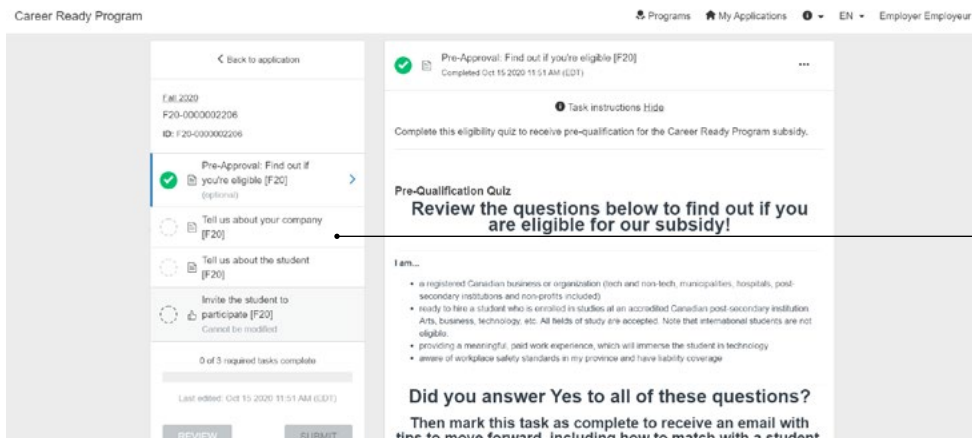 Career Ready Program
Programs My Applications EN Employer Employeur
Back to application
Fall 2020
F20-0000002206
ID: F20-0000002206
Pre-Approval: Find out if
you're eligible [F20]
(optional)
Tell us about your company
[F20]
Tell us about the student
[F20]
Invite the student to
participate [F20]
Cannot be modified
0 of 3 required tasks complete
Last edited: Oct 15 2020 11:51 AM (EDT)
REVIEW SUBMIT
Pre-Approval: Find out if you're eligible [F20]
Completed Oct 15 2020 11:51 AM (EDT)
Task instructions Hide
Complete this eligibility quiz to receive pre-qualification for the Career Ready Program subsidy.
Pre-Qualification Quiz
Review the questions below to find out if you
are eligible for our subsidy!
I am...
• a registered Canadian business or organization (tech and non-tech, municipalities, hospitals, post-
secondary institutions and non-profits included)
• ready to hire a student who is enrolled in studies at an accredited Canadian post-secondary institution
Arts, business, technology, etc. All fields of study are accepted. Note that international students are not
eligible.
• providing a meaningful, paid work experience, which will immerse the student in technology
• aware of workplace safety standards in my province and have liability coverage
Did you answer Yes to all of these questions?
Then mark this task as complete to receive an email with
tips to move forward, including how to match with a student